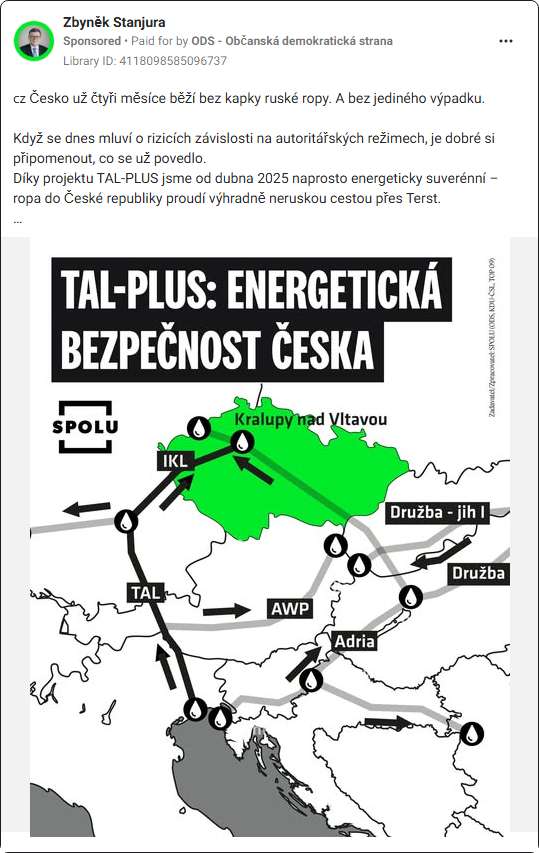 Zbyněk Stanjura
Sponsored • Paid for by ODS - Občanská demokratická strana
Library ID: 4118098585096737
cz Česko už čtyři měsíce běží bez kapky ruské ropy. A bez jediného výpadku.
Když se dnes mluví o rizicích závislosti na autoritářských režimech, je dobré si
připomenout, co se už povedlo.
Díky projektu TAL-PLUS jsme od dubna 2025 naprosto energeticky suverénní –
ropa do České republiky proudí výhradně neruskou cestou přes Terst.
...
TAL-PLUS: ENERGETICKÁ
BEZPEČNOST ČESKA
Zadavatel/Zpracovatel: SPOLU (ODS, KDU-ČSL, TOP 09)
SPOLU
Kralupy nad Vltavou
IKL
Družba - jih I
Družba
TAL
AWP
Adria